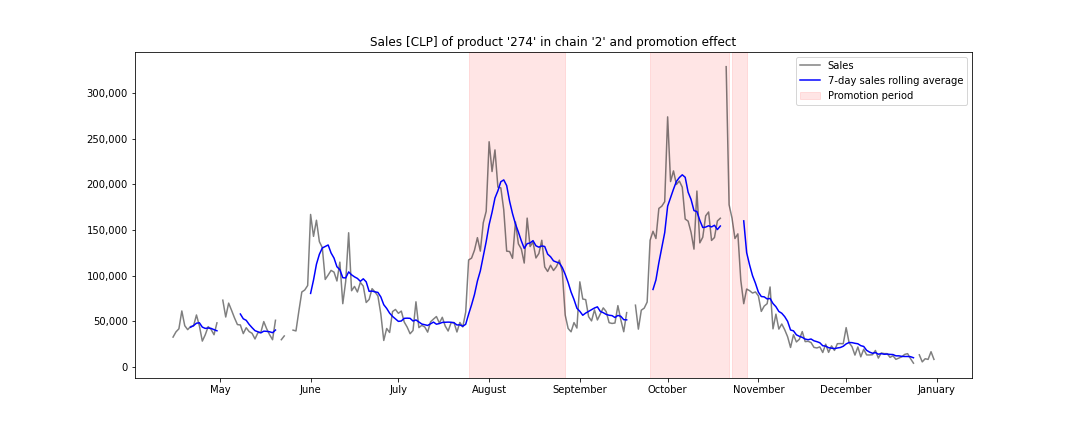 Sales [CLP] of product '274' in chain '2' and promotion effect
Sales
7-day sales rolling average
Promotion period
300,000
250,000
200,000
150,000
100,000
50,000
0
May June July August September October November December January